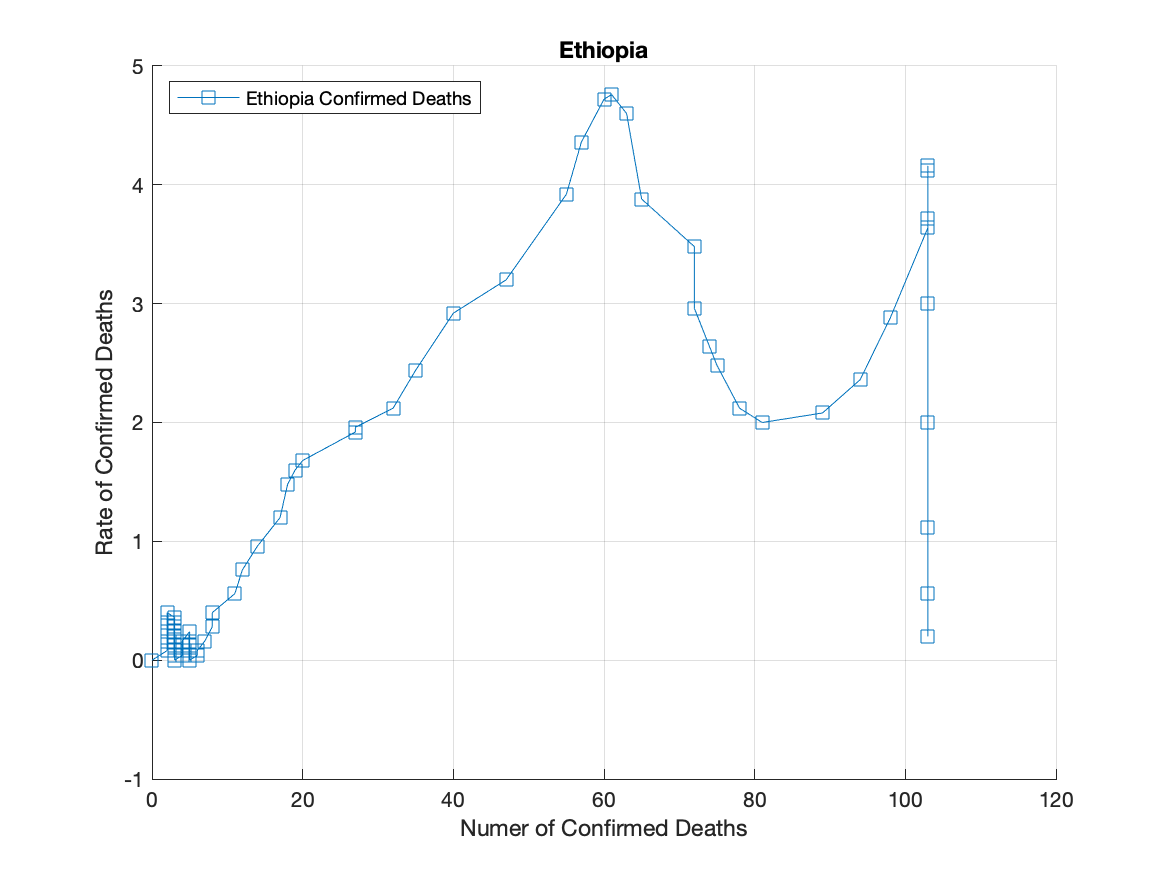 Ethiopia
Ethiopia Confirmed Deaths
Rate of Confirmed Deaths
5
4
3
2
1
0
-1
0 20 40 60 80 100 120
Numer of Confirmed Deaths